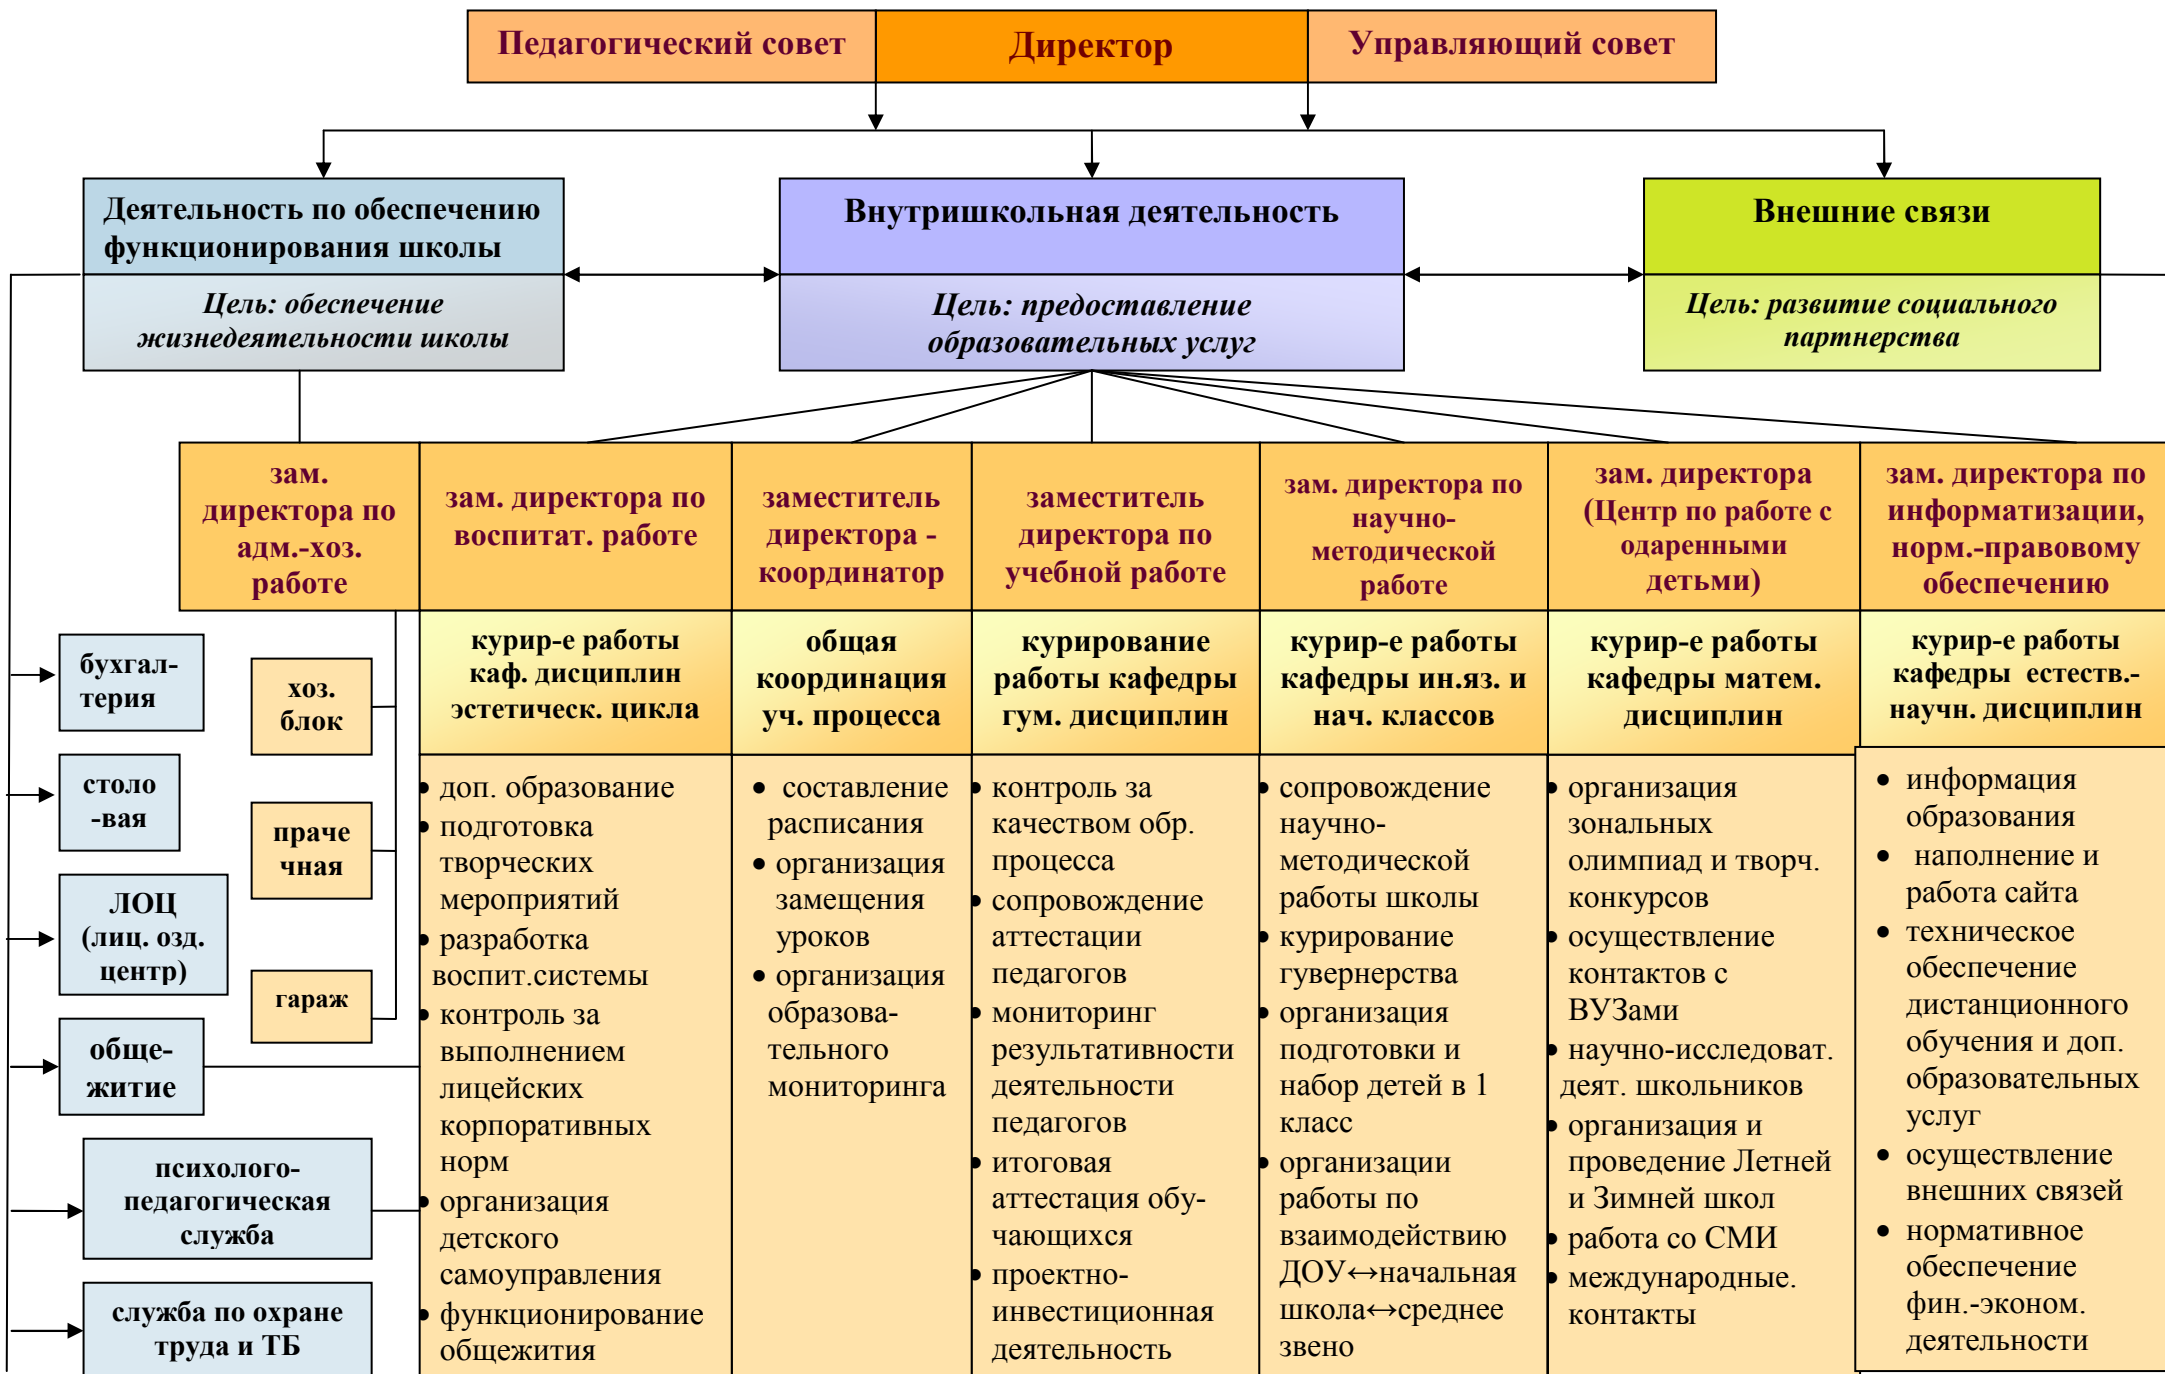 Педагогический совет
Директор
Управляющий совет
Деятельность по обеспечению
функционирования школы
Цель: обеспечение
жизнедеятельности школы
Внутришкольная деятельность
Цель: предоставление
образовательных услуг
Внешние связи
Цель: развитие социального
партнерства
зам.
директора по
адм.-хоз.
работе
зам. директора по
воспитат. работе
заместитель
директора -
координатор
заместитель
директора по
учебной работе
зам. директора по
научно-
методической
работе
зам. директора
(Центр по работе с
одаренными
детьми)
зам. директора по
информатизации,
норм.-правовому
обеспечению
бухгал-
терия
столо
-вая
ЛОЦ
(лиц. озд.
центр)
обще-
житие
психолого-
педагогическая
служба
служба по охране
труда и ТБ
хоз.
блок
праче
чная
гараж
курир-е работы
каф. дисциплин
эстетическ. цикла
• доп. образование
• подготовка
творческих
мероприятий
• разработка
воспит.системы
• контроль за
выполнением
лицейских
корпоративных
норм
• организация
детского
самоуправления
• функционирование
общежития
общая
координация
уч. процесса
• составление
расписания
• организация
замещения
уроков
• организация
образова-
тельного
мониторинга
курирование
работы кафедры
гум. дисциплин
• контроль за
качеством обр.
процесса
• сопровождение
аттестации
педагогов
• мониторинг
результативности
деятельности
педагогов
• итоговая
аттестация обу-
чающихся
• проектно-
инвестиционная
деятельность
курир-е работы
кафедры ин.яз. и
нач. классов
• сопровождение
научно-
методической
работы школы
• курирование
гувернерства
• организация
подготовки и
набор детей в 1
класс
• организации
работы по
взаимодействию
ДОУ↔начальная
школа↔среднее
звено
курир-е работы
кафедры матем.
дисциплин
• организация
зональных
олимпиад и творч.
конкурсов
• осуществление
контактов с
ВУЗами
• научно-исследоват.
деят. школьников
• организация и
проведение Летней
и Зимней школ
• работа со СМИ
• международные.
контакты
курир-е работы
кафедры естеств.-
научн. дисциплин
• информация
образования
• наполнение и
работа сайта
• техническое
обеспечение
дистанционного
обучения и доп.
образовательных
услуг
• осуществление
внешних связей
• нормативное
обеспечение
фин.-эконом.
деятельности